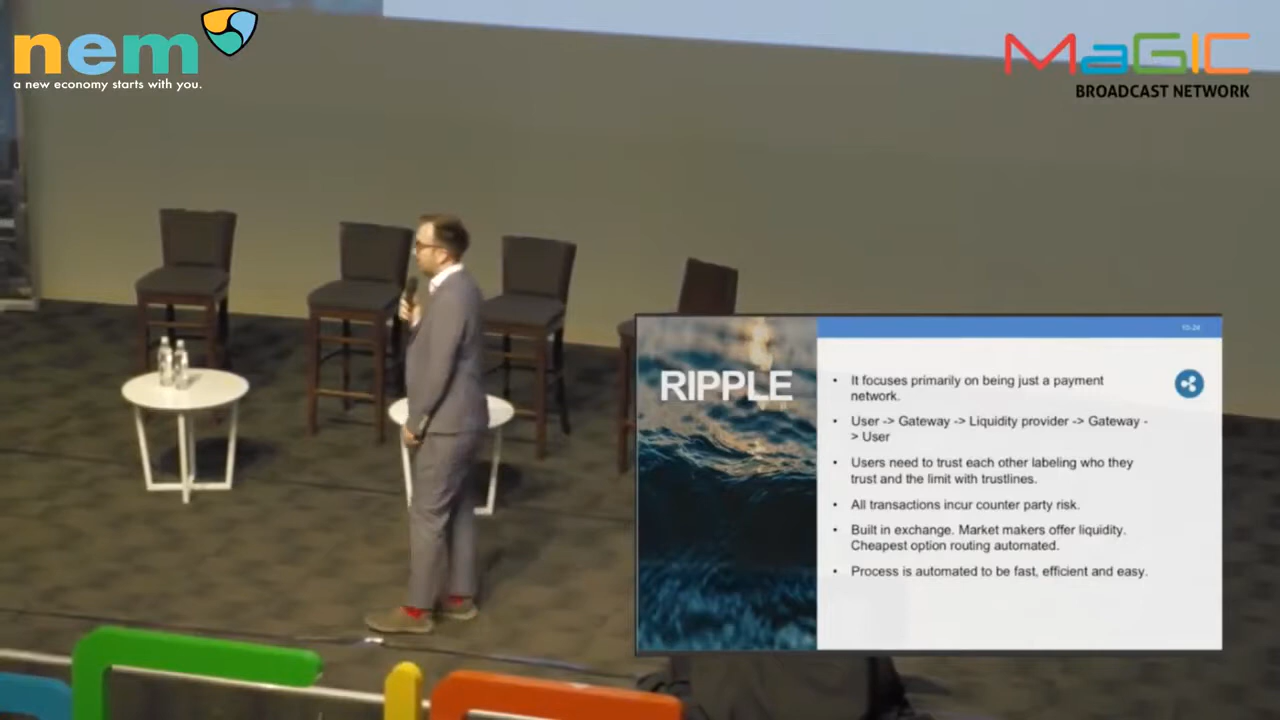 nem
a new economy starts with you.
MaGIC
BROADCAST NETWORK
10-24
RIPPLE
• It focuses primarily on being just a payment
network.
• User -> Gateway -> Liquidity provider -> Gateway -
> User
• Users need to trust each other labeling who they
trust and the limit with trustlines.
• All transactions incur counter party risk.
• Built in exchange. Market makers offer liquidity.
Cheapest option routing automated.
• Process is automated to be fast, efficient and easy.